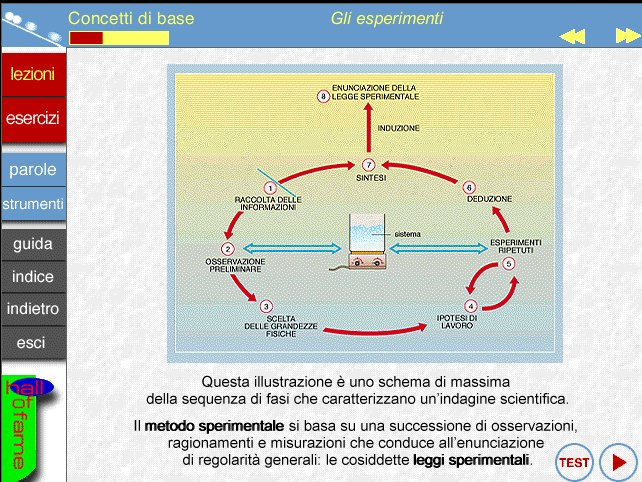 Concetti di base
Gli esperimenti
lezioni
esercizi
parole
strumenti
guida
indice
indietro
esci
hall
of
fame
8
ENUNCIAZIONE DELLA
LEGGE SPERIMENTALE
INDUZIONE
7
SINTESI
1
RACCOLTA DELLE
INFORMAZIONI
6
DEDUZIONE
2
OSSERVAZIONE
PRELIMINARE
sistema
ESPERIMENTI
RIPETUTI
5
3
SCELTA
DELLE GRANDEZZE
FISICHE
4
IPOTESI DI
LAVORO
Questa illustrazione è uno schema di massima
della sequenza di fasi che caratterizzano un'indagine scientifica.
Il metodo sperimentale si basa su una successione di osservazioni,
ragionamenti e misurazioni che conduce all'enunciazione
di regolarità generali: le cosiddette leggi sperimentali.
TEST